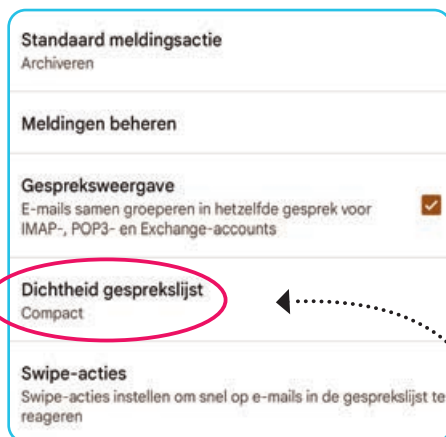 Standaard meldingsactie
Archiveren
Meldingen beheren
Gespreksweergave
E-mails samen groeperen in hetzelfde gesprek voor
IMAP-, POP3- en Exchange-accounts
Dichtheid gesprekslijst
Compact
Swipe-acties
Swipe-acties instellen om snel op e-mails in de gesprekslijst te
reageren